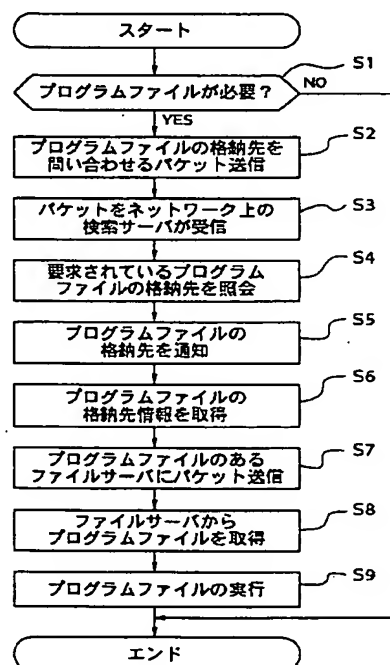 スタート
S1
プログラムファイルが必要？
NO
YES
S2
プログラムファイルの格納先を
問い合わせるパケット送信
S3
パケットをネットワーク上の
検索サーバが受信
S4
要求されているプログラム
ファイルの格納先を照会
S5
プログラムファイルの
格納先を通知
S6
プログラムファイルの
格納先情報を取得
S7
プログラムファイルのある
ファイルサーバにパケット送信
S8
ファイルサーバから
プログラムファイルを取得
S9
プログラムファイルの実行
エンド